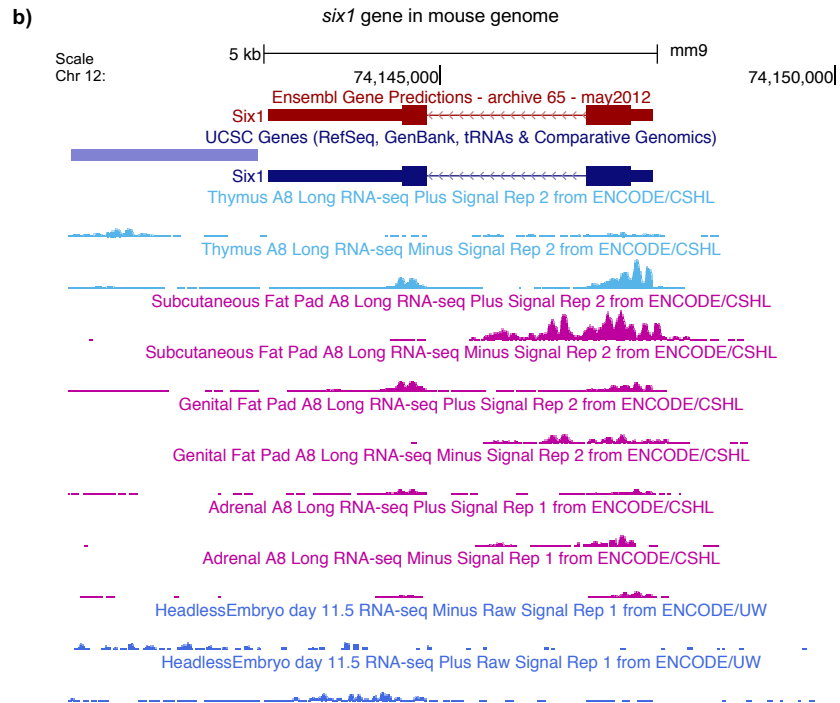 b)
six1 gene in mouse genome
Scale
5 kb
mm9
Chr 12:
74,145,000
74,150,000
Ensembl Gene Predictions - archive 65 - may2012
Six1
UCSC Genes (RefSeq, GenBank, tRNAs & Comparative Genomics)
Six1
Thymus A8 Long RNA-seq Plus Signal Rep 2 from ENCODE/CSHL
Thymus A8 Long RNA-seq Minus Signal Rep 2 from ENCODE/CSHL
Subcutaneous Fat Pad A8 Long RNA-seq Plus Signal Rep 2 from ENCODE/CSHL
Subcutaneous Fat Pad A8 Long RNA-seq Minus Signal Rep 2 from ENCODE/CSHL
Genital Fat Pad A8 Long RNA-seq Plus Signal Rep 2 from ENCODE/CSHL
Genital Fat Pad A8 Long RNA-seq Minus Signal Rep 2 from ENCODE/CSHL
Adrenal A8 Long RNA-seq Plus Signal Rep 1 from ENCODE/CSHL
Adrenal A8 Long RNA-seq Minus Signal Rep 1 from ENCODE/CSHL
HeadlessEmbryo day 11.5 RNA-seq Minus Raw Signal Rep 1 from ENCODE/UW
HeadlessEmbryo day 11.5 RNA-seq Plus Raw Signal Rep 1 from ENCODE/UW